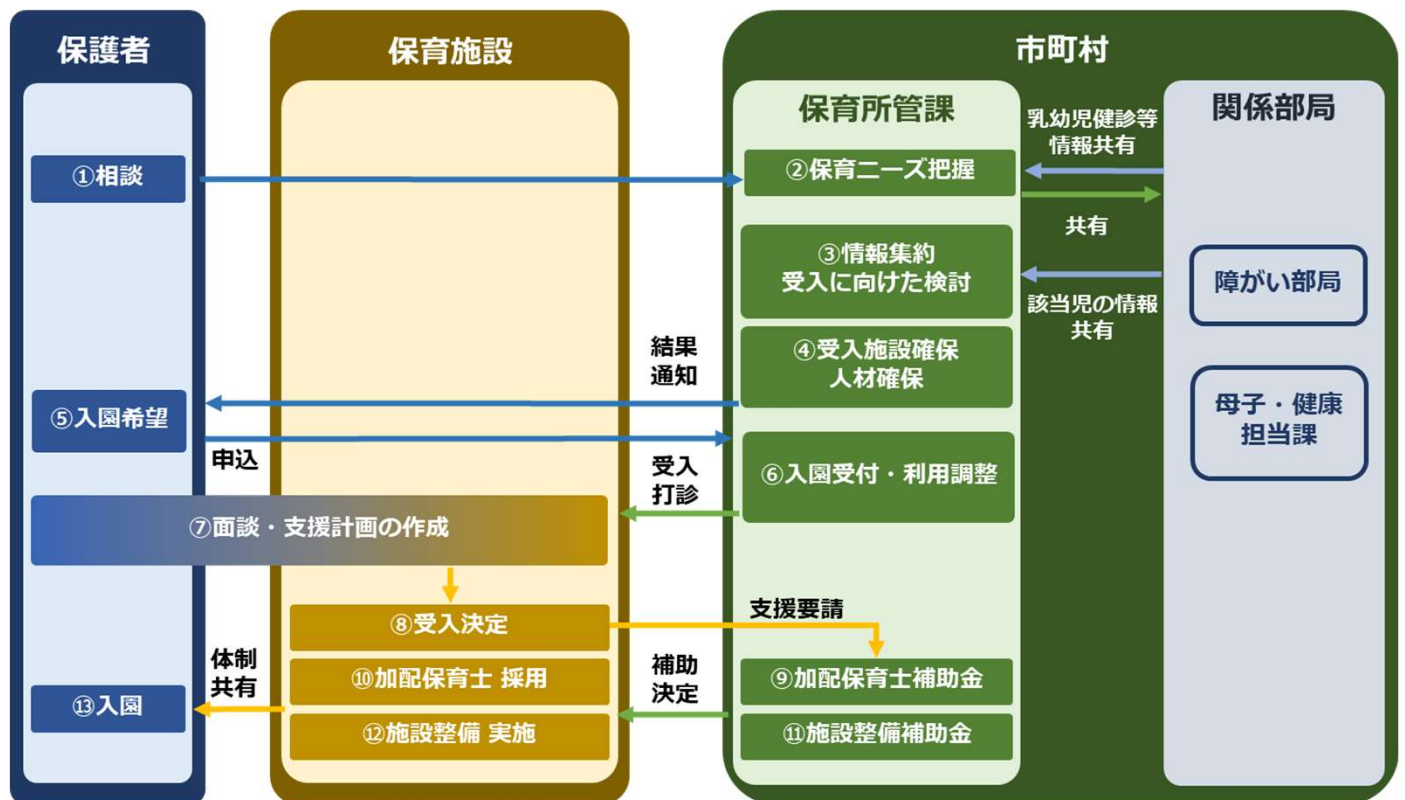 保護者
保育施設
市町村
保育所管課
関係部局
乳幼児健診等
情報共有
①相談
②保育ニーズ把握
共有
③情報集約
受入に向けた検討
障がい部局
該当児の情報
共有
結果
通知
④受入施設確保
人材確保
⑤入園希望
母子・健康
担当課
申込
受入
打診
⑥入園受付・利用調整
⑦面談・支援計画の作成
支援要請
⑧受入決定
体制
共有
⑩加配保育士 採用
補助
決定
⑨加配保育士補助金
⑬入園
⑫施設整備 実施
⑪施設整備補助金